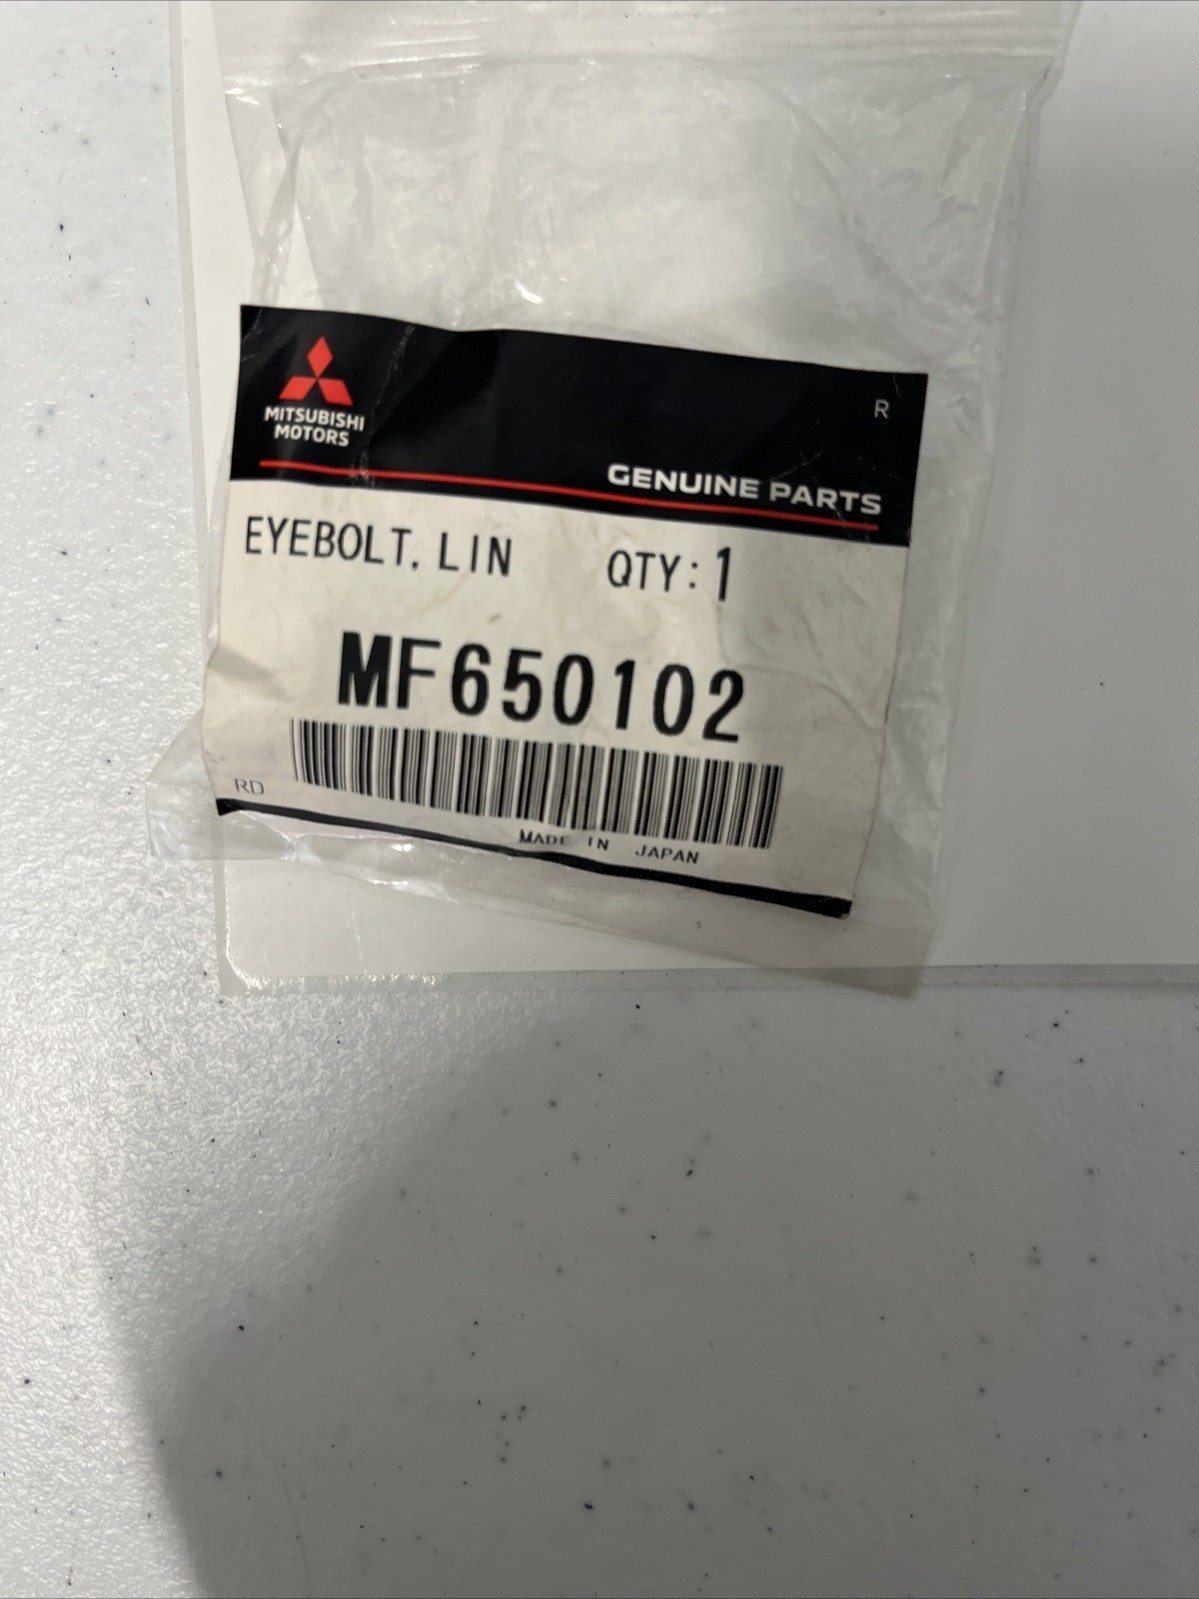 MITSUBISHI
MOTORS
R
GENUINE PARTS
EYEBOLT, LIN QTY: 1
MF650102
RD
MADE IN JAPAN